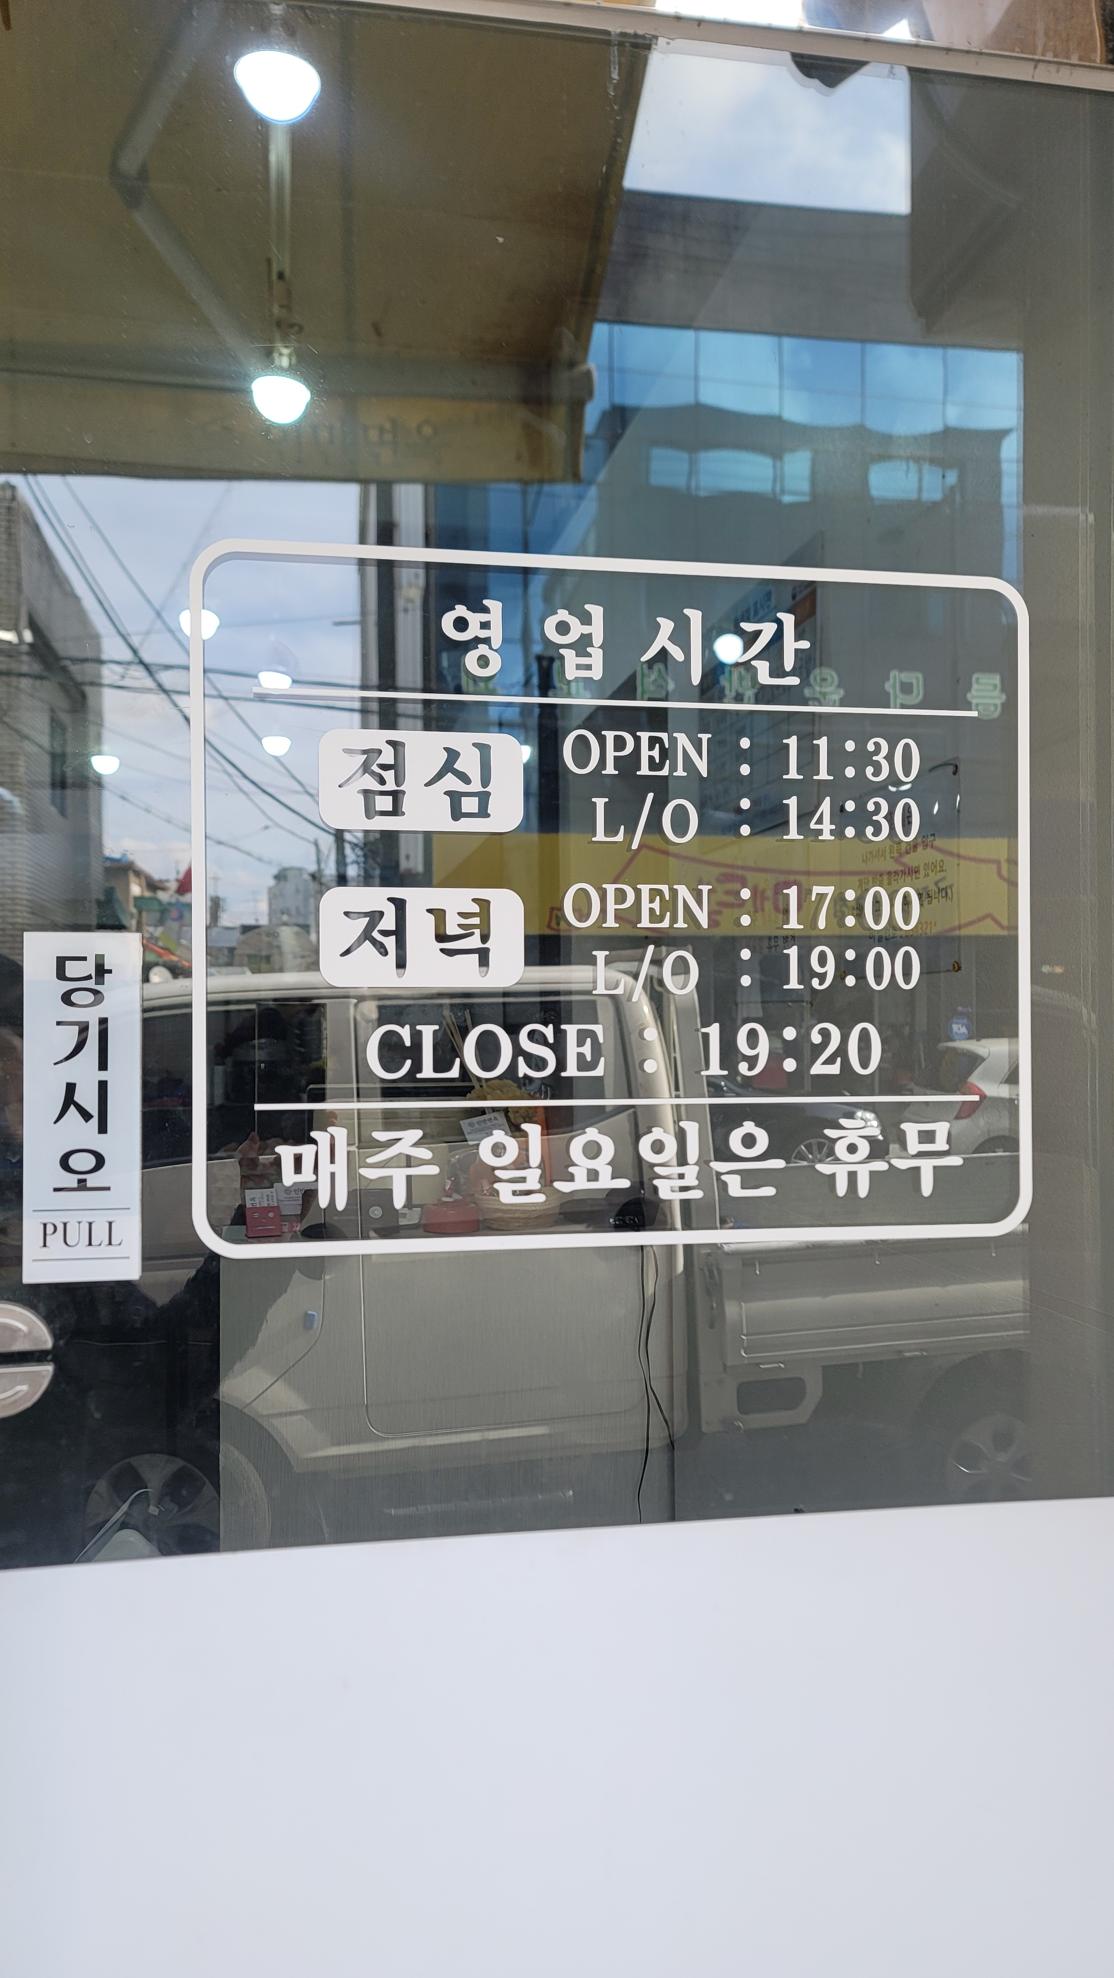 영업시간
점심 OPEN : 11:30
L/O : 14:30
저녁 OPEN : 17:00
L/O : 19:00
CLOSE : 19:20
매주 일요일은 휴무
당기시오
PULL